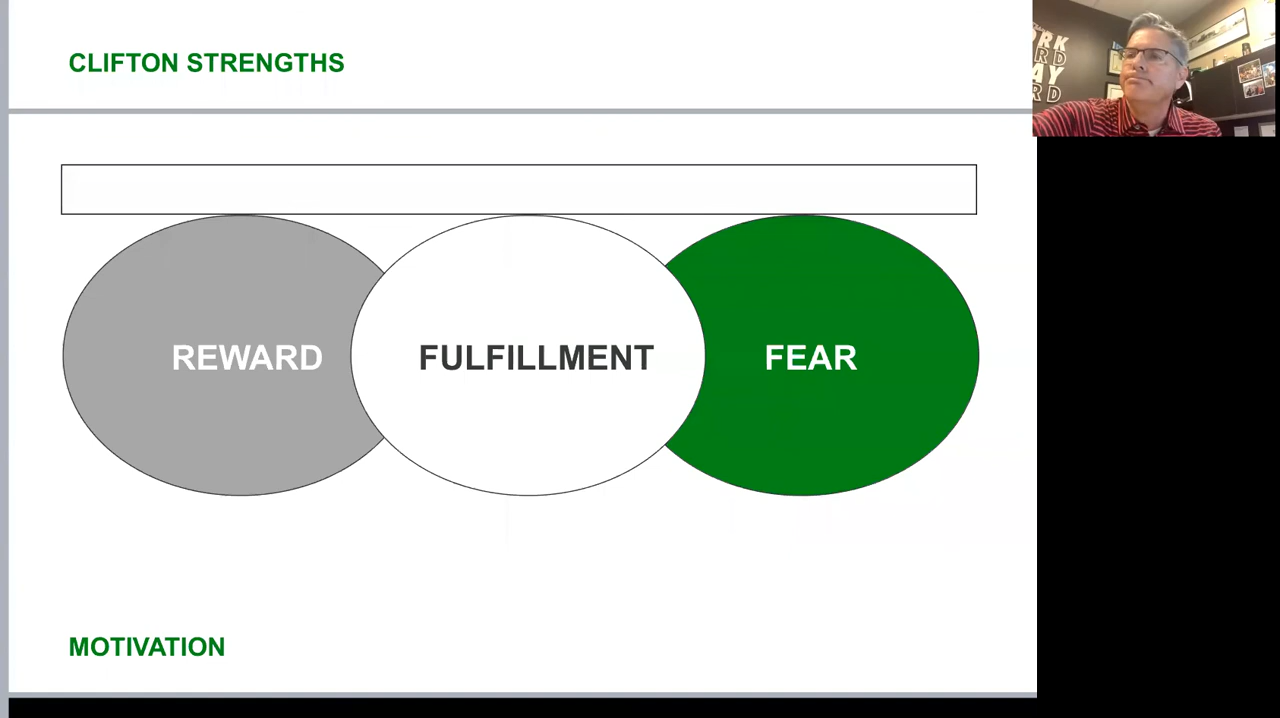 CLIFTON STRENGTHS
REWARD
FULFILLMENT
FEAR
MOTIVATION